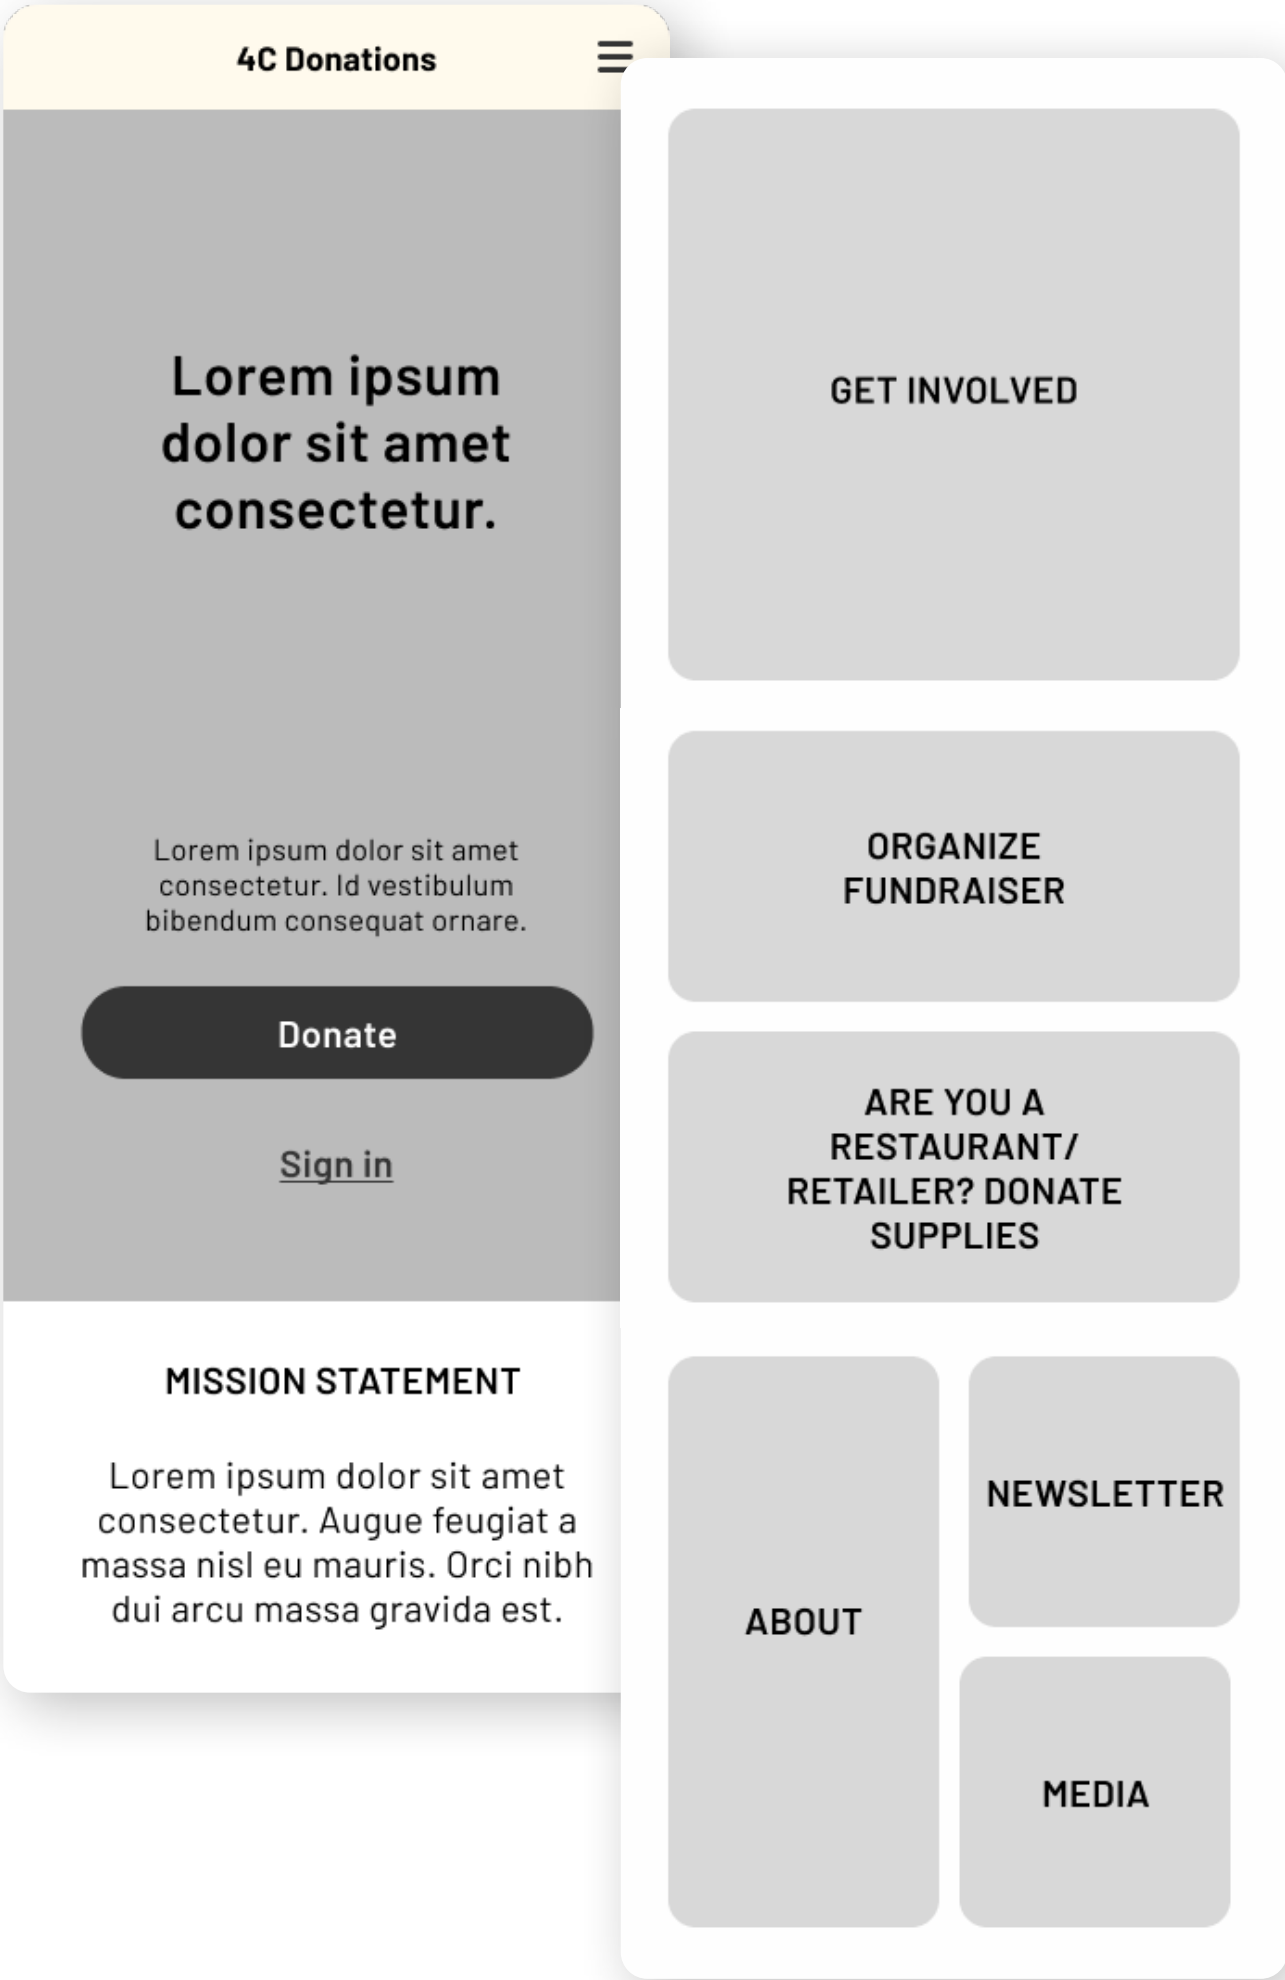 4C Donations
Lorem ipsum
dolor sit amet
consectetur.
Lorem ipsum dolor sit amet
consectetur. Id vestibulum
bibendum consequat ornare.
Donate
Sign in
MISSION STATEMENT
Lorem ipsum dolor sit amet
consectetur. Augue feugiat a
massa nisl eu mauris. Orci nibh
dui arcu massa gravida est.
GET INVOLVED
ORGANIZE
FUNDRAISER
ARE YOU A
RESTAURANT/
RETAILER? DONATE
SUPPLIES
ABOUT
NEWSLETTER
MEDIA